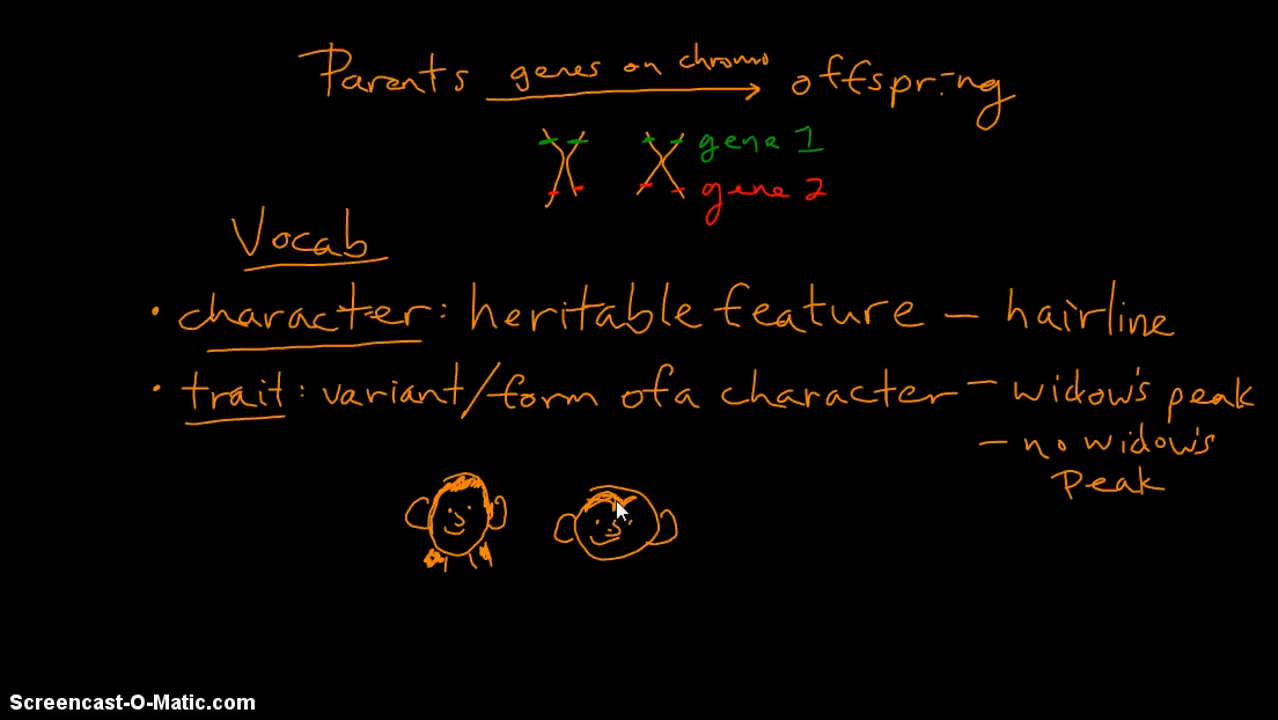 Parents genes on chromo offspring
gene 1
gene 2
Vocab
• character: heritable feature – hairline
• trait: variant/form of a character – widow's peak
– no widow's
Peak
Screencast-O-Matic.com